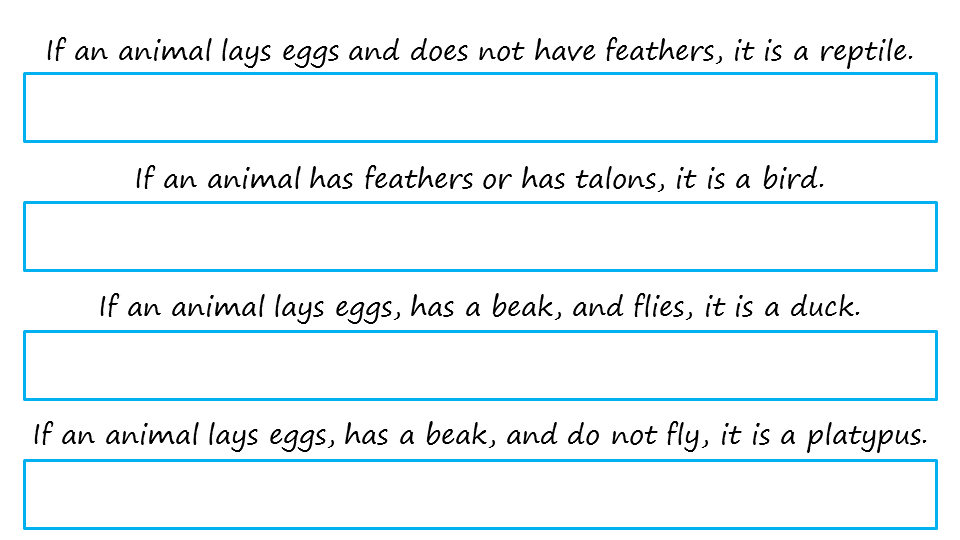 If an animal lays eggs and does not have feathers, it is a reptile.
If an animal has feathers or has talons, it is a bird.
If an animal lays eggs, has a beak, and flies, it is a duck.
If an animal lays eggs, has a beak, and do not fly, it is a platypus.